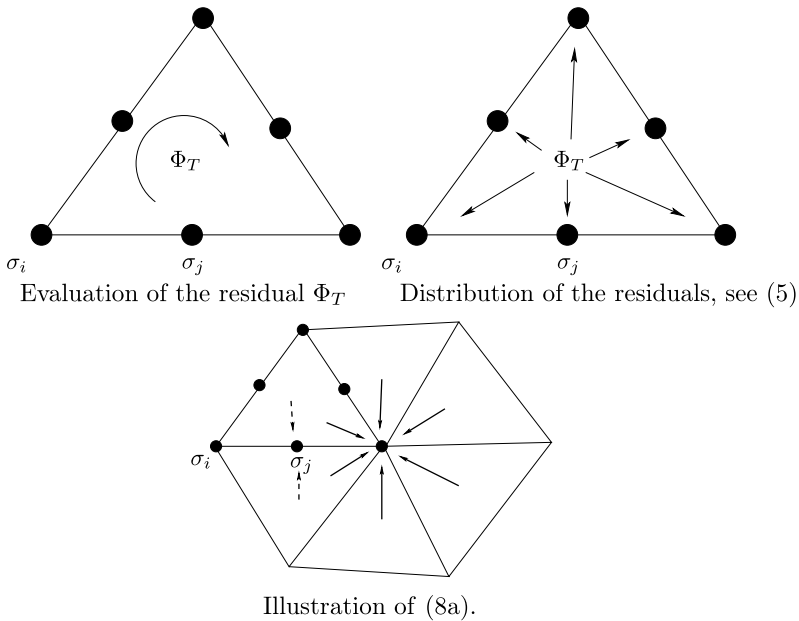 Φ_T Φ_T
σ_i σ_j σ_i σ_j
Evaluation of the residual Φ_T Distribution of the residuals, see (5)
σ_i σ_j
Illustration of (8a).